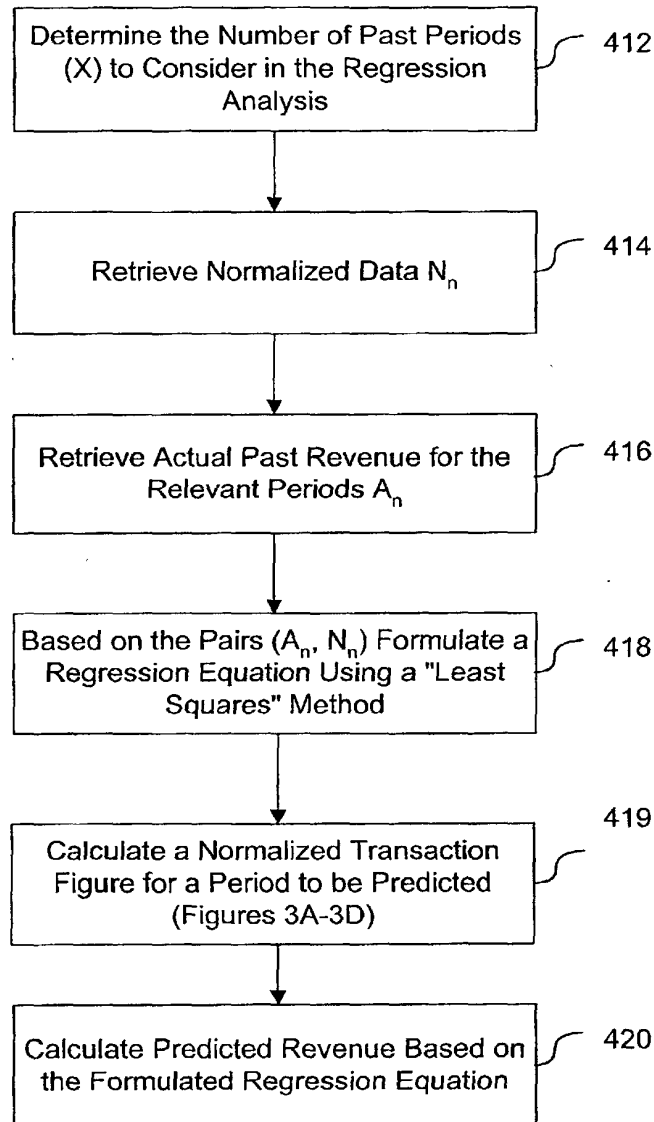 Determine the Number of Past Periods
(X) to Consider in the Regression
Analysis
412
Retrieve Normalized Data Nn
414
Retrieve Actual Past Revenue for the
Relevant Periods An
416
Based on the Pairs (An, Nn) Formulate a
Regression Equation Using a "Least
Squares" Method
418
Calculate a Normalized Transaction
Figure for a Period to be Predicted
(Figures 3A-3D)
419
Calculate Predicted Revenue Based on
the Formulated Regression Equation
420